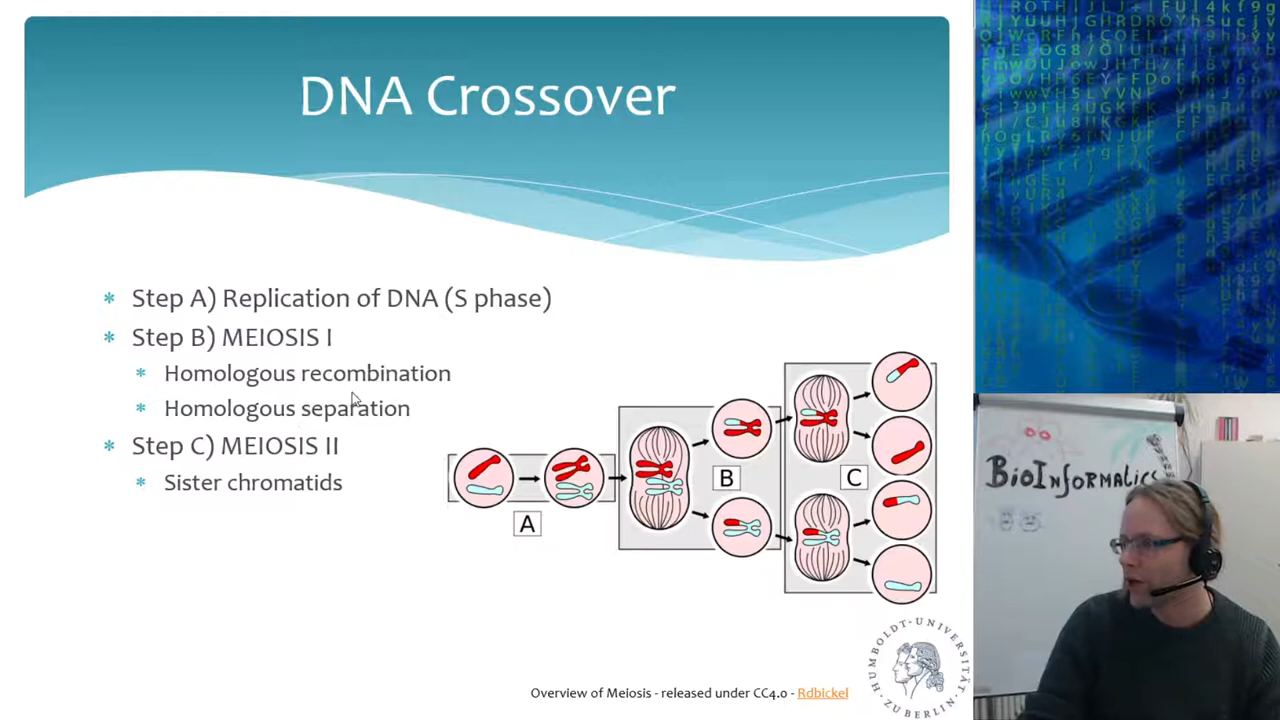 DNA Crossover
* Step A) Replication of DNA (S phase)
* Step B) MEIOSIS I
* Homologous recombination
* Homologous separation
* Step C) MEIOSIS II
* Sister chromatids
A
B
C
Overview of Meiosis - released under CC4.0 - Rdbickel
HUMBOLDT-UNIVERSITÄT
ZU BERLIN
BioInformatics